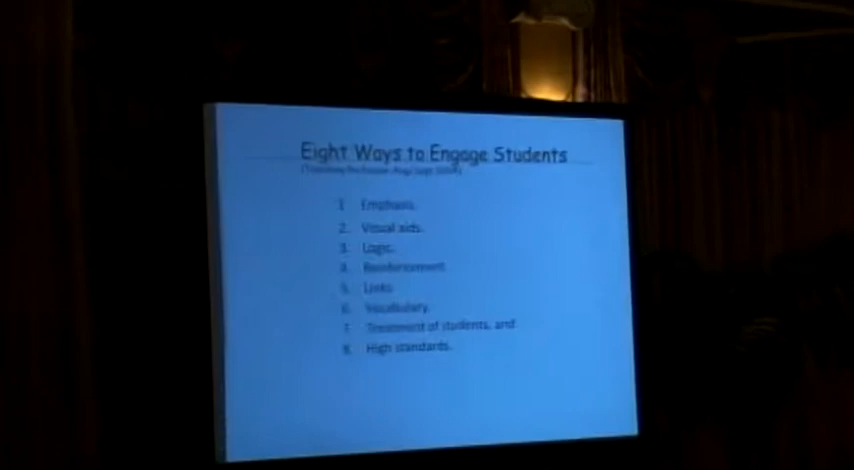 Eight Ways to Engage Students
1 Emphasis.
2. Visual aids.
3. Logic.
4. Reinforcement
5. Links
6. Vocabulary.
7. Treatment of students, and
8. High standards.